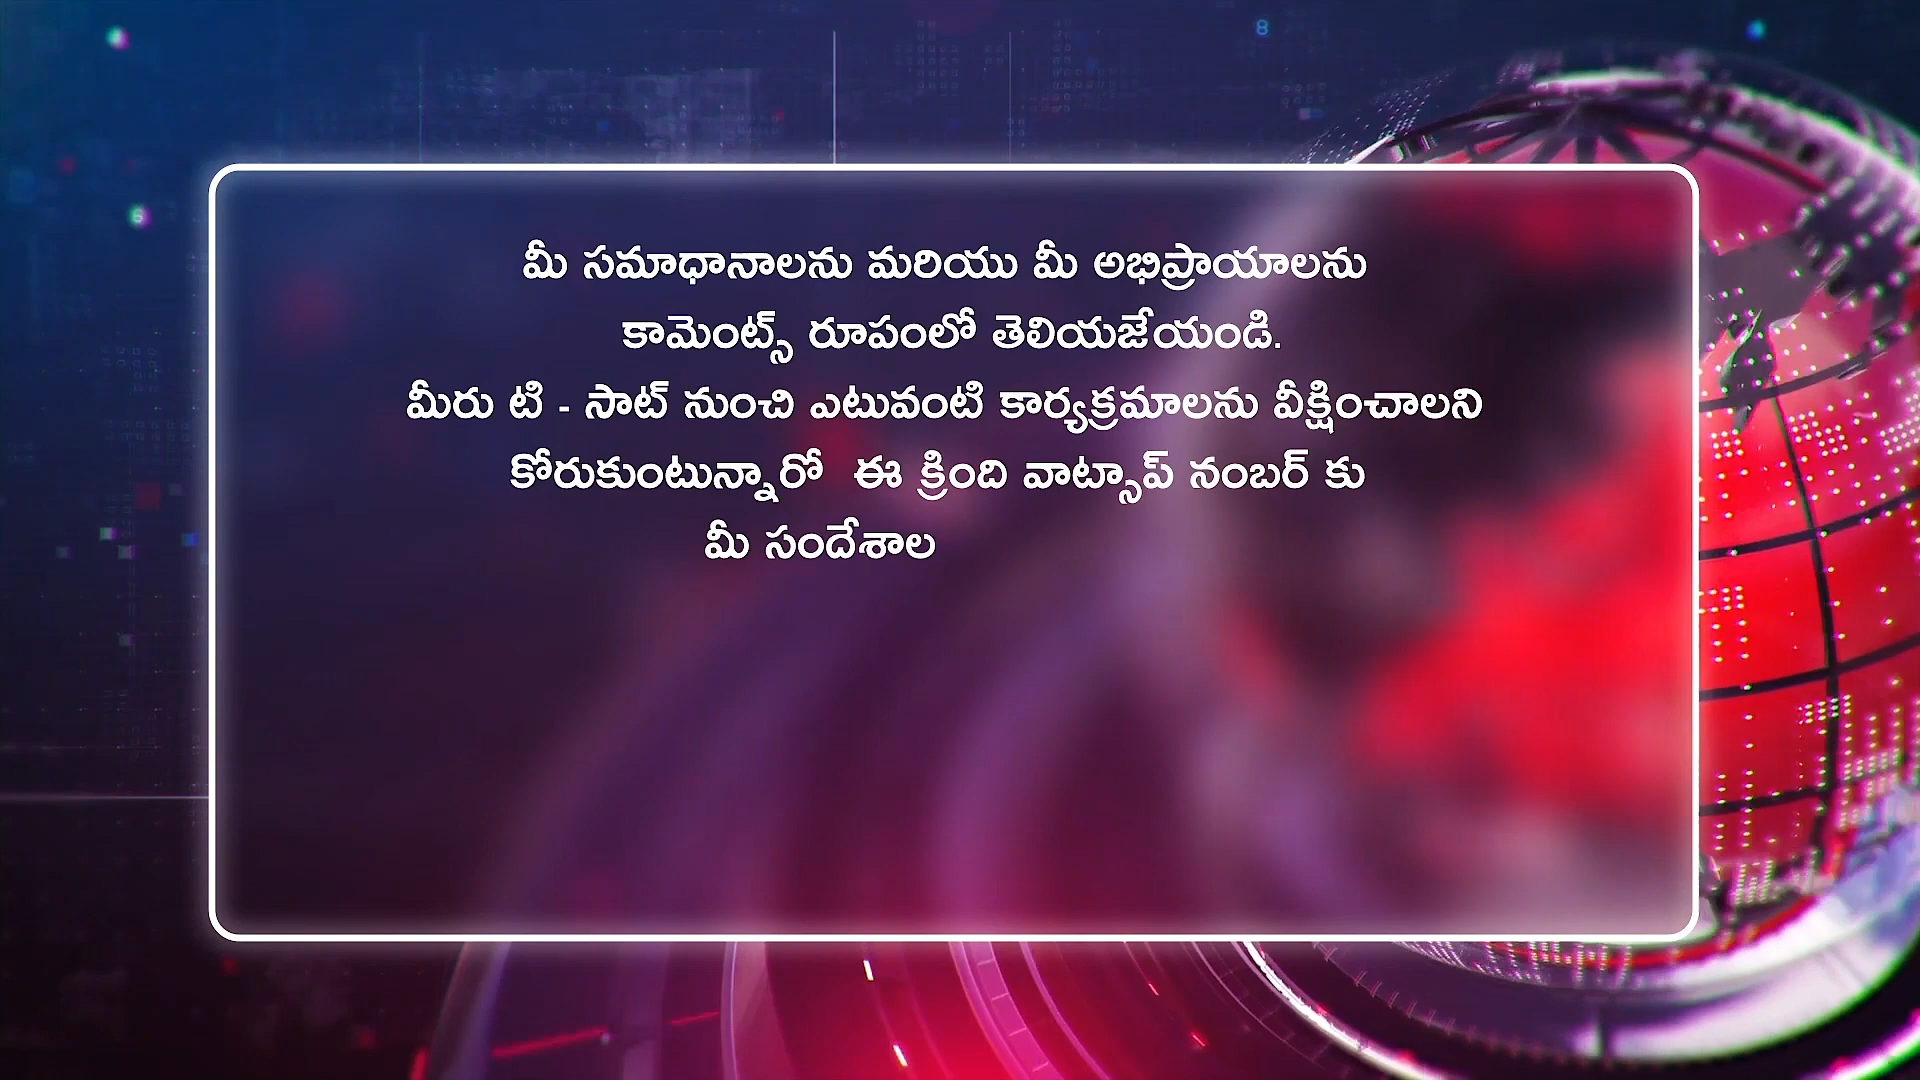 మీ సమాధానాలను మరియు మీ అభిప్రాయాలను
కామెంట్స్ రూపంలో తెలియజేయండి.
మీరు టి - సాట్ నుంచి ఎటువంటి కార్యక్రమాలను వీక్షించాలని
కోరుకుంటున్నారో  ఈ క్రింది వాట్సాప్ నంబర్ కు
మీ సందేశాల